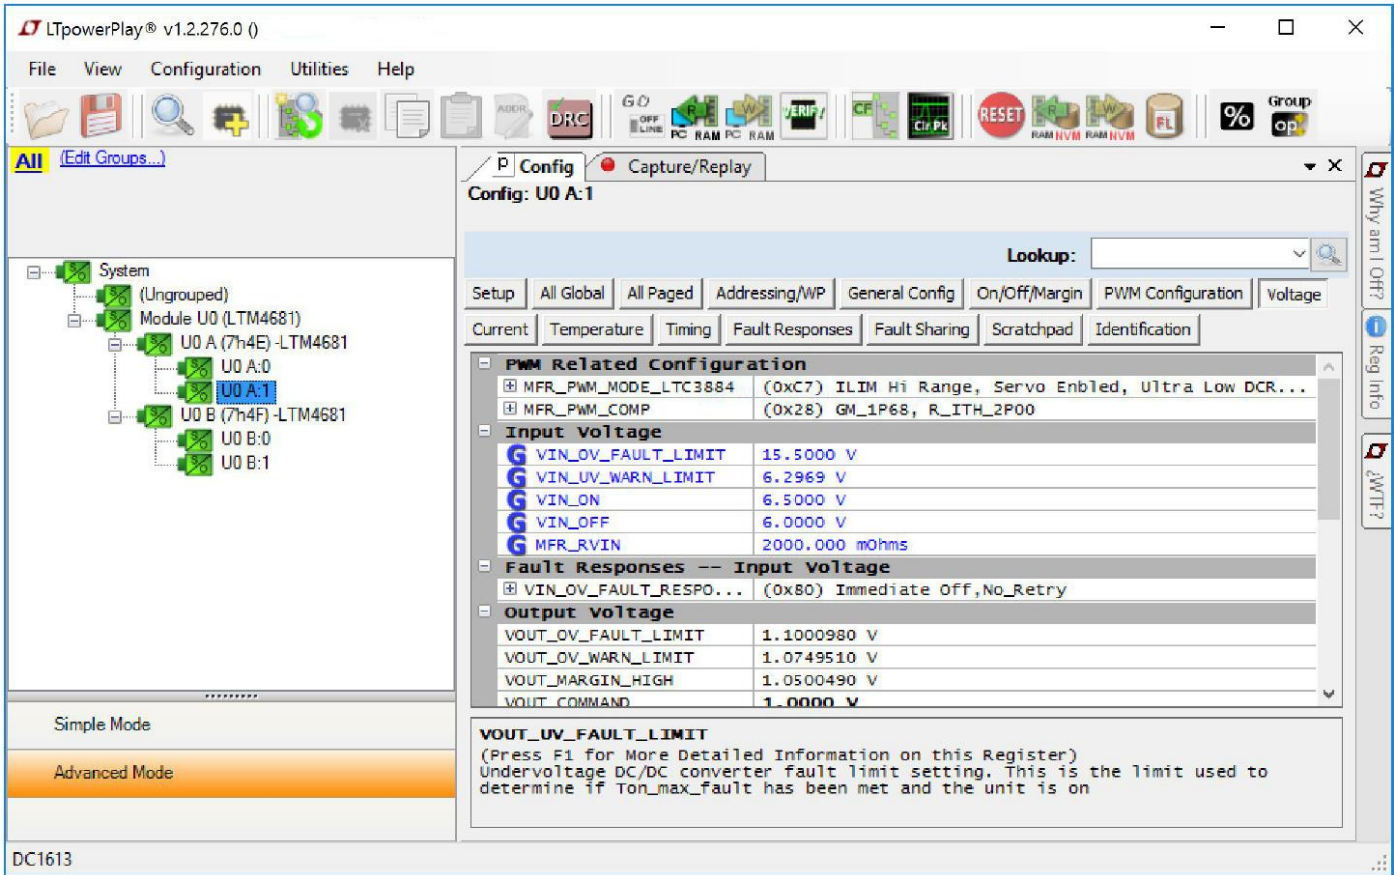 LTpowerPlay® v1.2.276.0 ()
File View Configuration Utilities Help
ADDR DRC GO OFF LINE R PC RAM W PC RAM VERIFY CF Clr Pk RESET R RAM NVM W RAM NVM FL % Group op
All (Edit Groups...)
System
(Ungrouped)
Module U0 (LTM4681)
U0 A (7h4E) -LTM4681
U0 A:0
U0 A:1
U0 B (7h4F) -LTM4681
U0 B:0
U0 B:1
Simple Mode
Advanced Mode
P Config Capture/Replay
Config: U0 A:1
Lookup:
Setup All Global All Paged Addressing/WP General Config On/Off/Margin PWM Configuration Voltage
Current Temperature Timing Fault Responses Fault Sharing Scratchpad Identification
PWM Related Configuration
MFR_PWM_MODE_LTC3884 (0xC7) ILIM Hi Range, Servo Enbled, Ultra Low DCR...
MFR_PWM_COMP (0x28) GM_1P68, R_ITH_2P00
Input Voltage
G VIN_OV_FAULT_LIMIT 15.5000 V
G VIN_UV_WARN_LIMIT 6.2969 V
G VIN_ON 6.5000 V
G VIN_OFF 6.0000 V
G MFR_RVIN 2000.000 mOhms
Fault Responses -- Input Voltage
VIN_OV_FAULT_RESPO... (0x80) Immediate Off,No_Retry
Output Voltage
VOUT_OV_FAULT_LIMIT 1.1000980 V
VOUT_OV_WARN_LIMIT 1.0749510 V
VOUT_MARGIN_HIGH 1.0500490 V
VOUT_COMMAND 1.0000 V
VOUT_UV_FAULT_LIMIT
(Press F1 for More Detailed Information on this Register)
Undervoltage DC/DC converter fault limit setting. This is the limit used to
determine if Ton_max_fault has been met and the unit is on
Why am I Off?
Reg Info
¿WTF?
DC1613